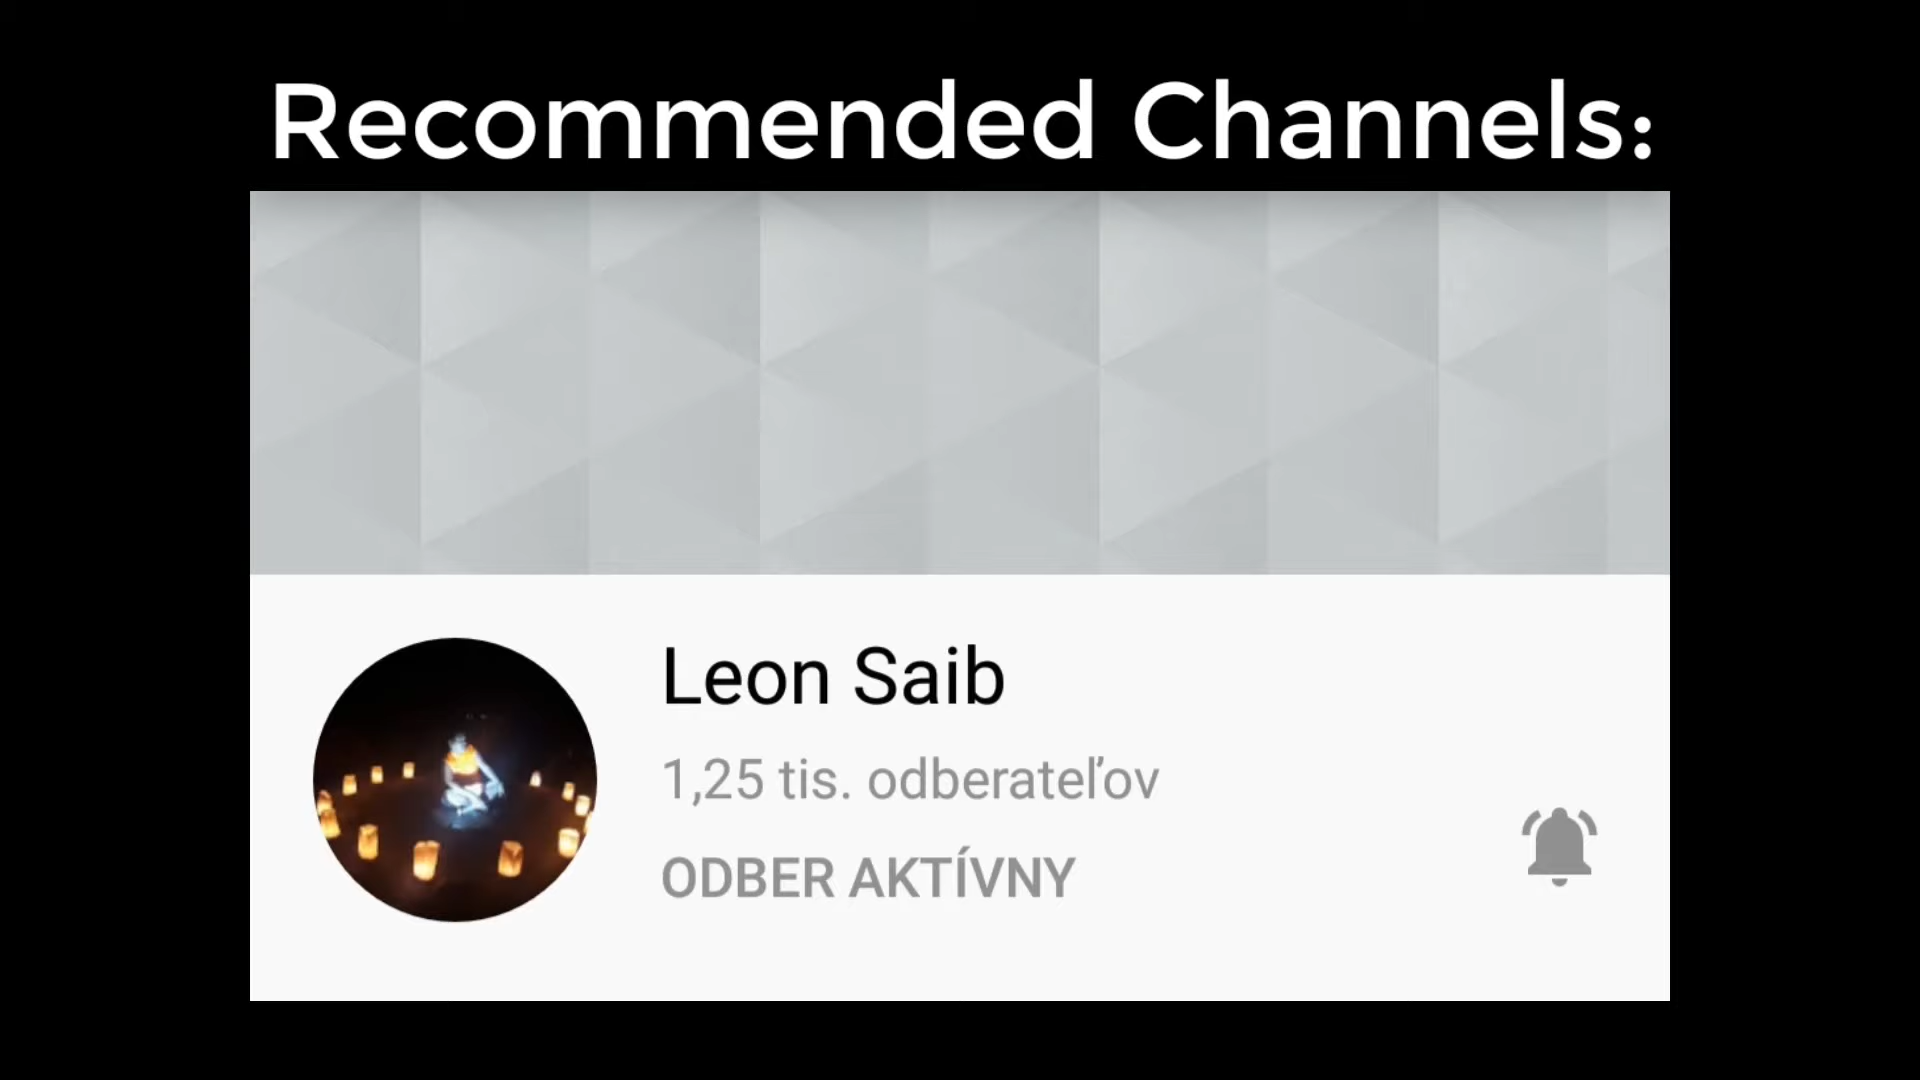 Recommended Channels:
Leon Saib
1,25 tis. odberateľov
ODBER AKTÍVNY